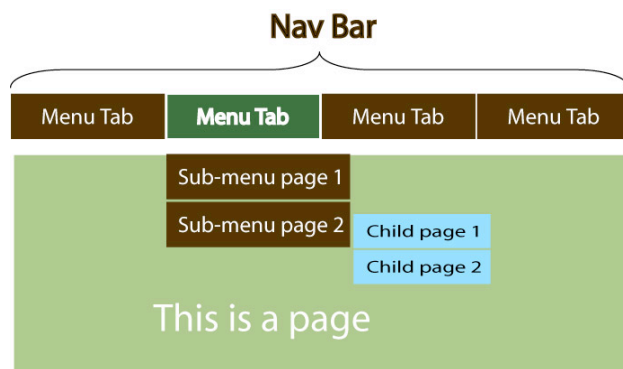 Nav Bar
Menu Tab Menu Tab Menu Tab Menu Tab
Sub-menu page 1
Sub-menu page 2
Child page 1
Child page 2
This is a page